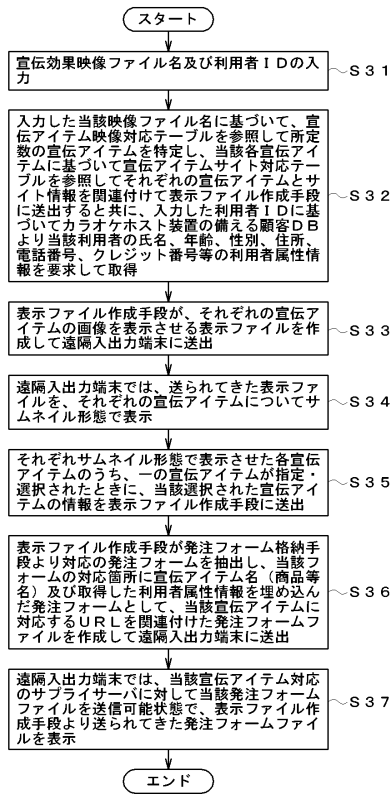 スタート
宣伝効果映像ファイル名及び利用者ＩＤの入
力
Ｓ３１
入力した当該映像ファイル名に基づいて、宣
伝アイテム映像対応テーブルを参照して所定
数の宣伝アイテムを特定し、当該各宣伝アイ
テムに基づいて宣伝アイテムサイト対応テー
ブルを参照してそれぞれの宣伝アイテムとサ
イト情報を関連付けて表示ファイル作成手段
に送出すると共に、入力した利用者ＩＤに基
づいてカラオケホスト装置の備える顧客ＤＢ
より当該利用者の氏名、年齢、性別、住所、
電話番号、クレジット番号等の利用者属性情
報を要求して取得
Ｓ３２
表示ファイル作成手段が、それぞれの宣伝ア
イテムの画像を表示させる表示ファイルを作
成して遠隔入出力端末に送出
Ｓ３３
遠隔入出力端末では、送られてきた表示ファ
イルを、それぞれの宣伝アイテムについてサ
ムネイル形態で表示
Ｓ３４
それぞれサムネイル形態で表示させた各宣伝
アイテムのうち、一の宣伝アイテムが指定・
選択されたときに、当該選択された宣伝アイ
テムの情報を表示ファイル作成手段に送出
Ｓ３５
表示ファイル作成手段が発注フォーム格納手
段より対応の発注フォームを抽出し、当該フ
ォームの対応箇所に宣伝アイテム名（商品等
名）及び取得した利用者属性情報を埋め込ん
だ発注フォームとして、当該宣伝アイテムに
対応するＵＲＬを関連付けた発注フォームフ
ァイルを作成して遠隔入出力端末に送出
Ｓ３６
遠隔入出力端末では、当該宣伝アイテム対応
のサプライサーバに対して当該発注フォーム
ファイルを送信可能状態で、表示ファイル作
成手段より送られてきた発注フォームファイ
ルを表示
Ｓ３７
エンド